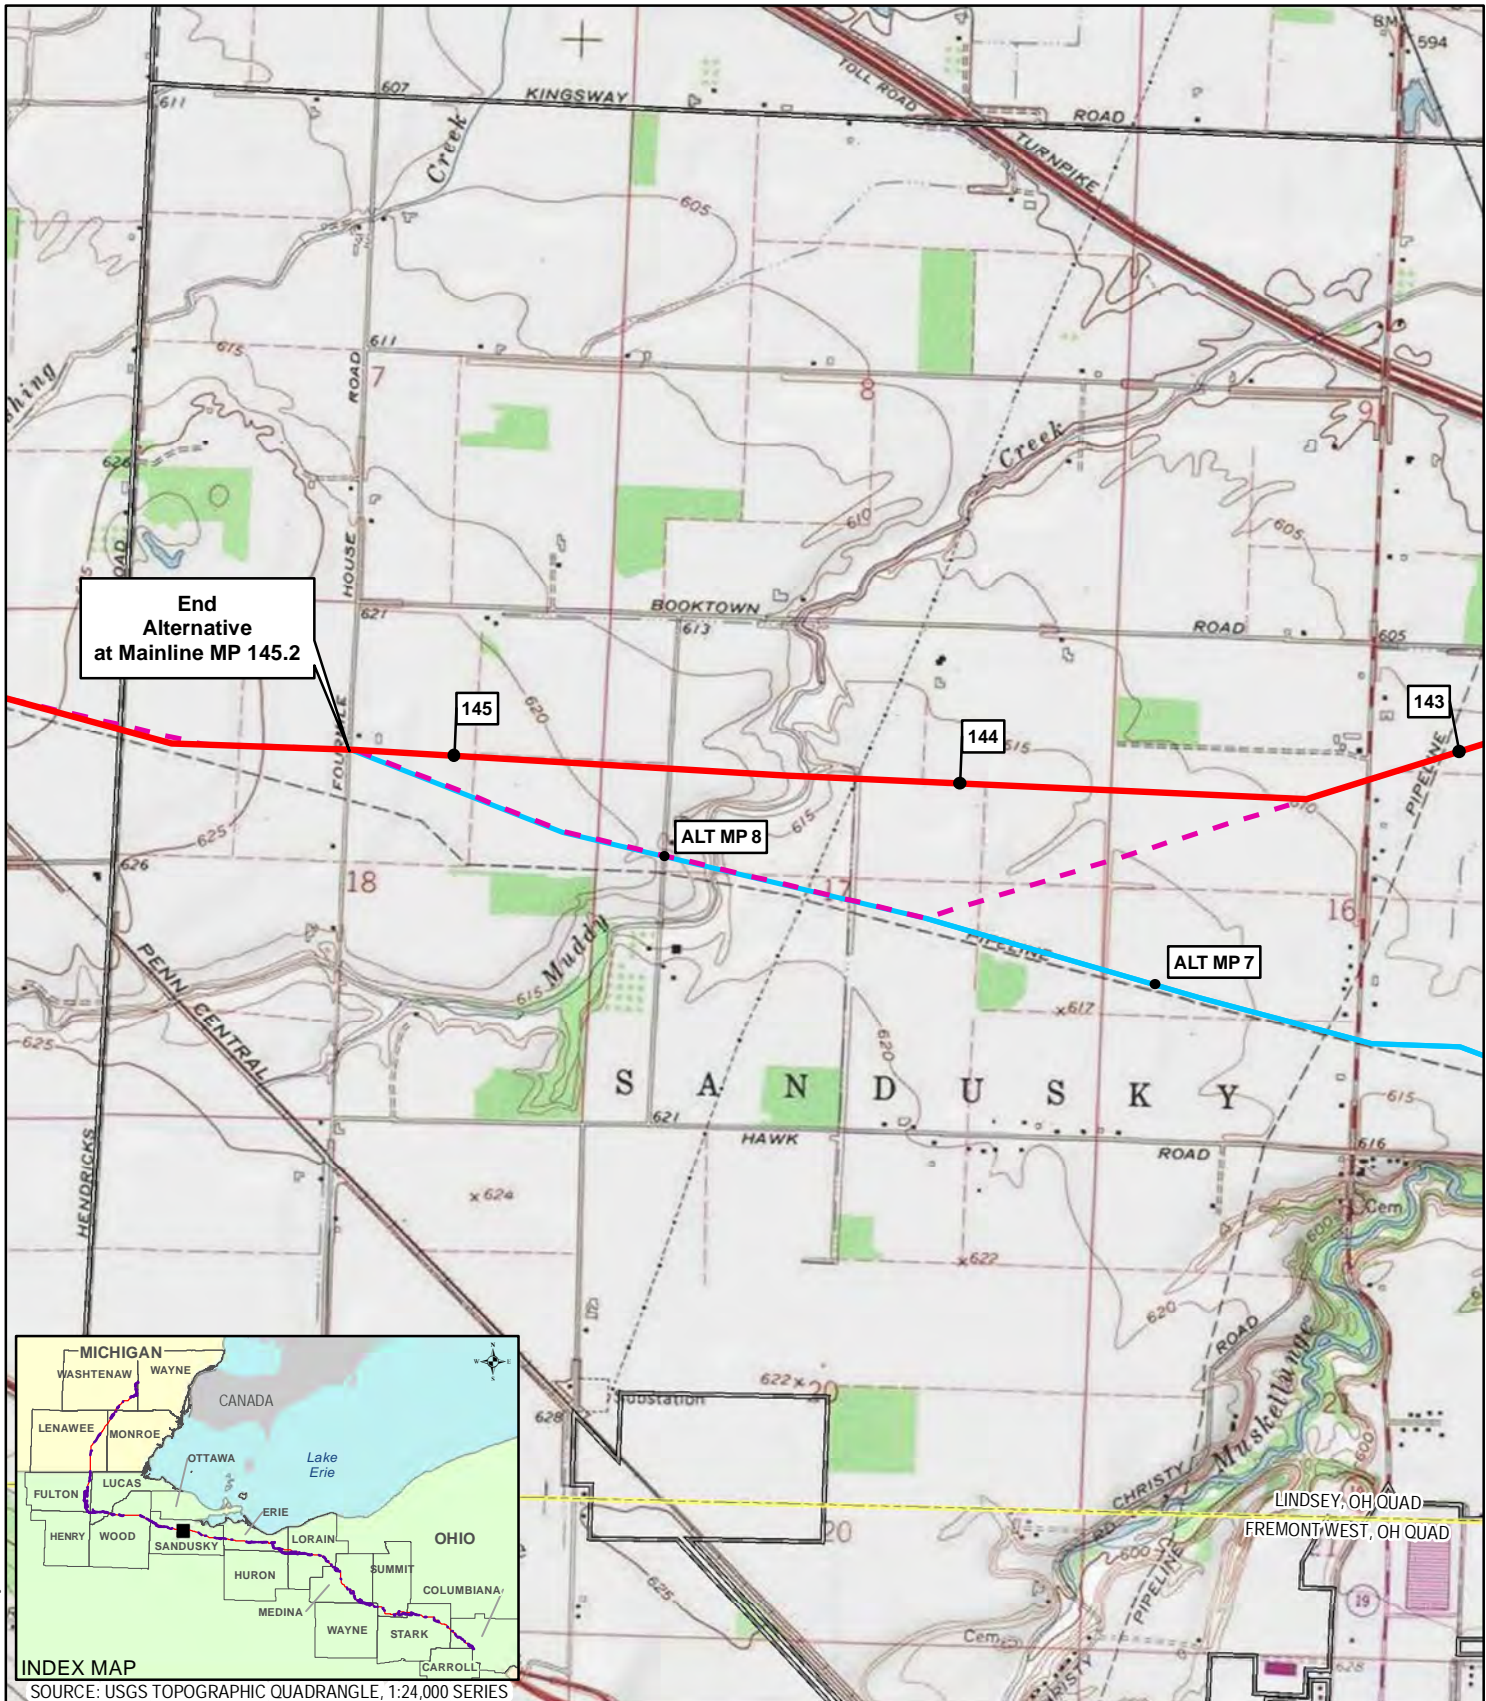 BM
594
TOLL ROAD
607
KINGSWAY
ROAD
611
TURNPIKE
Creek
605
615
611
ROAD
7
8
9
Creek
626
610
605
ROAD
HOUSE
End
Alternative
at Mainline MP 145.2
621
BOOKTOWN
613
ROAD
605
145
620
144
615
143
PIPELINE
610
615
625
ALT MP 8
626
18
17
16
Muddy
PIPELINE
ALT MP 7
615
617
PENN CENTRAL
625
620
S A N D U S K Y
615
621
HAWK
ROAD
616
HENDRICKS
624
Cem
600
622
620
ROAD
Muskellunge
622
20
Substation
628
600
CHRISTY
RD
LINDSEY, OH QUAD
FREMONT WEST, OH QUAD
20
600
PIPELINE
625
19
Cem
628
MICHIGAN
WASHTENAW
WAYNE
N
W E
S
CANADA
LENAWEE
MONROE
Lake
Erie
OTTAWA
LUCAS
FULTON
ERIE
HENRY
WOOD
SANDUSKY
LORAIN
OHIO
HURON
SUMMIT
MEDINA
COLUMBIANA
WAYNE
STARK
CARROLL
INDEX MAP
SOURCE: USGS TOPOGRAPHIC QUADRANGLE, 1:24,000 SERIES